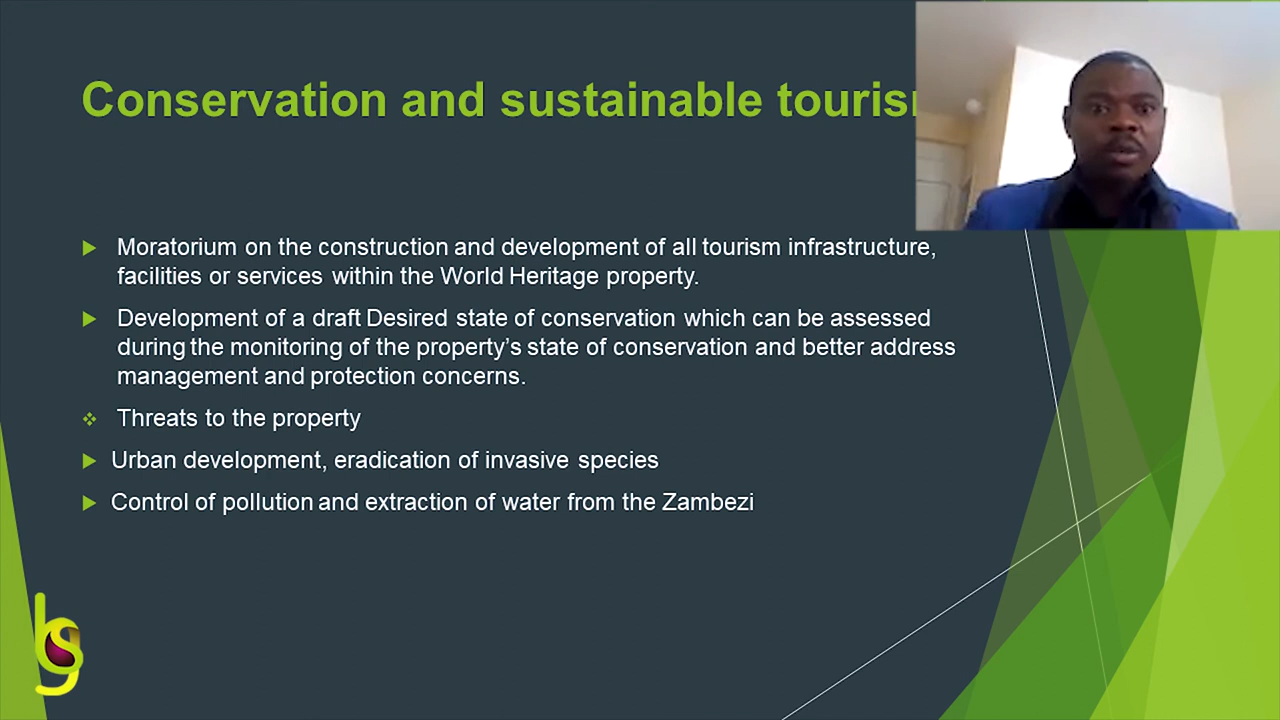 Conservation and sustainable touris
Moratorium on the construction and development of all tourism infrastructure,
facilities or services within the World Heritage property.
Development of a draft Desired state of conservation which can be assessed
during the monitoring of the property's state of conservation and better address
management and protection concerns.
Threats to the property
Urban development, eradication of invasive species
Control of pollution and extraction of water from the Zambezi